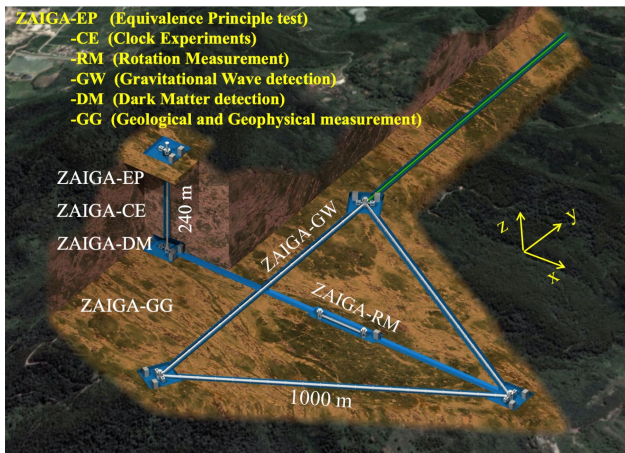 ZAIGA-EP (Equivalence Principle test)
-CE (Clock Experiments)
-RM (Rotation Measurement)
-GW (Gravitational Wave detection)
-DM (Dark Matter detection)
-GG (Geological and Geophysical measurement)
ZAIGA-EP
ZAIGA-CE
ZAIGA-DM
240 m
ZAIGA-GW
z
y
x
ZAIGA-GG
ZAIGA-RM
1000 m